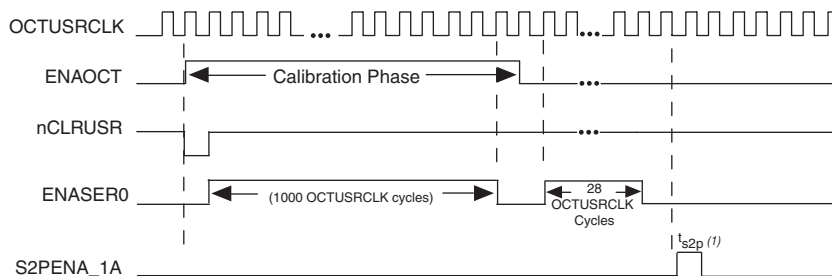 OCTUSRCLK
•••
•••
ENAOCT
Calibration Phase
•••
nCLRUSR
•••
ENASER0
(1000 OCTUSRCLK cycles)
28
OCTUSRCLK
Cycles
ts2p (1)
S2PENA_1A